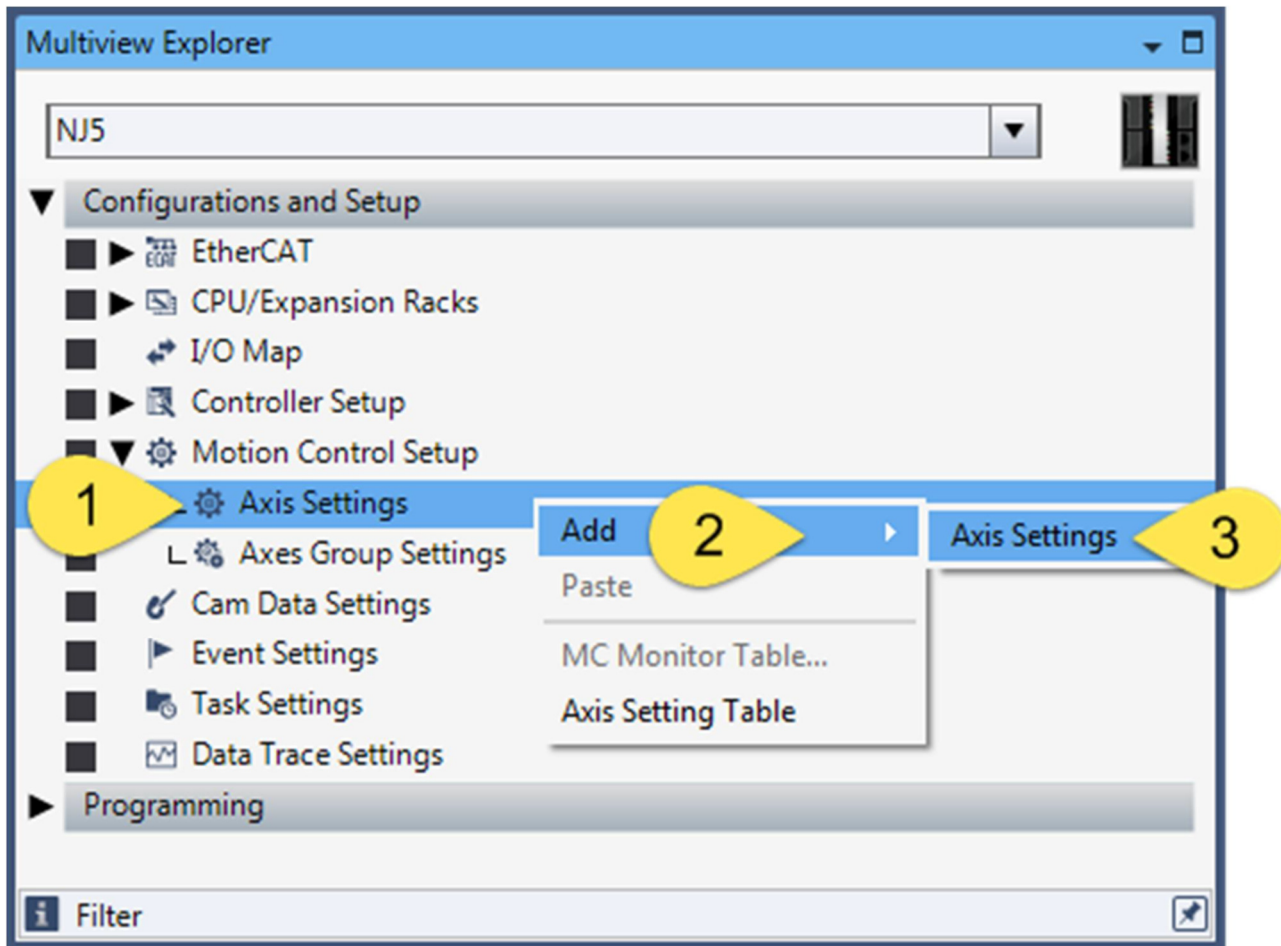 Multiview Explorer
NJ5
Configurations and Setup
ECAT EtherCAT
CPU/Expansion Racks
I/O Map
Controller Setup
Motion Control Setup
1 Axis Settings
Add 2 Axis Settings 3
L Axes Group Settings
Paste
Cam Data Settings
Event Settings
MC Monitor Table...
Task Settings
Axis Setting Table
Data Trace Settings
Programming
i Filter